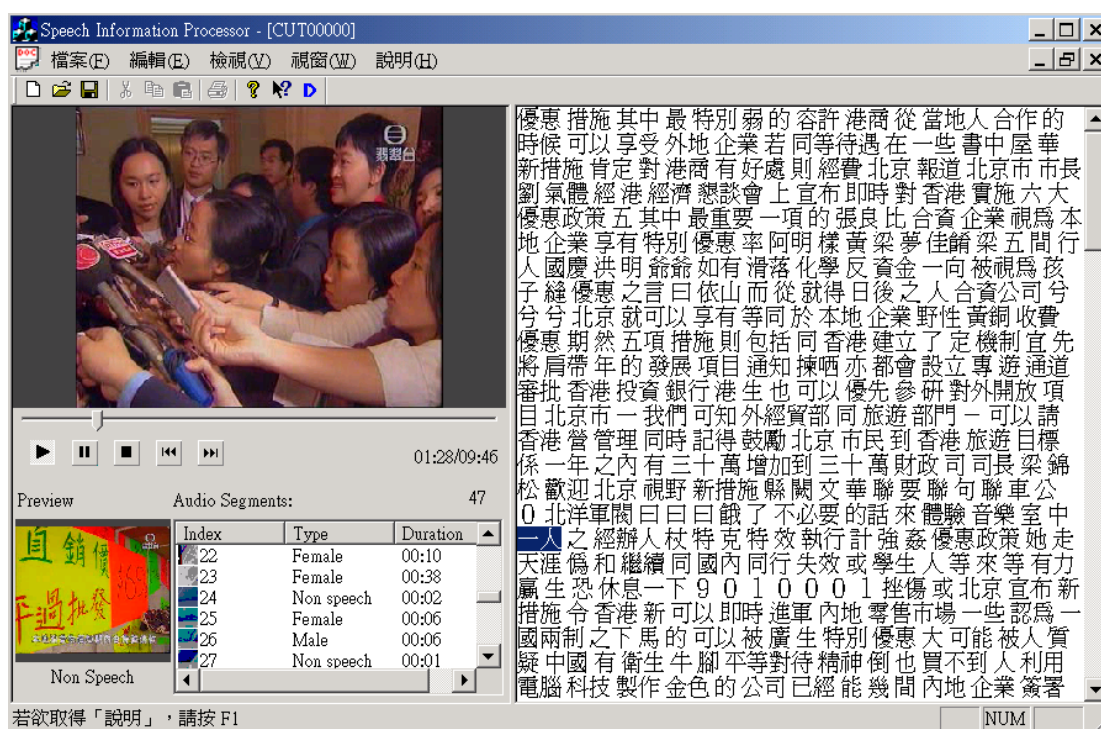 Speech Information Processor - [CUT00000]
檔案(F) 編輯(E) 檢視(V) 視窗(W) 說明(H)
翡翠台
01:28/09:46
Preview
Audio Segments: 47
直銷價
平過批發
Non Speech
Index Type Duration
22 Female 00:10
23 Female 00:38
24 Non speech 00:02
25 Female 00:05
26 Male 00:06
27 Non speech 00:01
優惠 措施 其中 最 特別 弱 的 容許 港商 從 當地人 合作 的
時候 可以 享受 外地 企業 若 同等待遇 在 一些 書中 屋 華
新措施 肯定 對 港商 有 好處 則 經費 北京 報道 北京市 市長
劉 氣體 經 港 經濟 懇談會 上 宣布 即時 對 香港 實施 六 大
優惠政策 五 其中 最重要 一項 的 張良 比 合資 企業 視爲 本
地 企業 享有 特別 優惠 率 阿明 樣 黃 梁 夢 佳餚 梁 五 間 行
人 國慶 洪 明 爺爺 如有 滑落 化學 反 資金 一向 被視爲 孩
子 縫 優惠 之言 曰 依山 而 從 就得 日後 之 人 合資公司 兮
兮 兮 北京 就可以 享有 等同 於 本地 企業 野性 黃銅 收費
優惠 期 然 五項 措施 則 包括 同 香港 建立 了 定 機制 宜 先
將 肩 帶 年 的 發展 項目 通知 揀 哂 亦 都會 設立 專 遊 通道
審批 香港 投資 銀行 港 生 也 可以 優先 參 研 對外開放 項
目 北京市 一 我們 可知 外經貿部 同 旅遊 部門 一 可以 請
香港 營 管理 同時 記得 鼓勵 北京 市民 到 香港 旅遊 目標
係 一年 之內 有 三十 萬 增加到 三十 萬 財政司 司長 梁 錦
松 歡迎 北京 視野 新措施 縣 闕 文 華 聯 要 聯 句 聯 車 公
0 北洋軍閥 曰 曰 曰 餓 了 不必要 的話 來 體驗 音樂 室 中
一人 之 經辦人 杖 特 克 特效 執行 計 強姦 優惠政策 她 走
天涯 僞 和 繼續 同 國內 同行 失效 或 學生 人 等 來 等 有力
贏 生 恐 休息 一下 9 0 1 0 0 0 1 挫傷 或 北京 宣布 新
措施 令 香港 新 可以 即時 進軍 內地 零售 市場 一些 認爲 一
國兩制 之下 馬 的 可以 被 廣 生 特別 優惠 大 可能 被 人 質
疑 中國 有 衛生 牛 腳 平等 對待 精神 倒 也 買不到 人 利用
電腦 科技 製作 金色 的 公司 已經 能 幾間 內地 企業 簽署
若欲取得「說明」，請按 F1
NUM